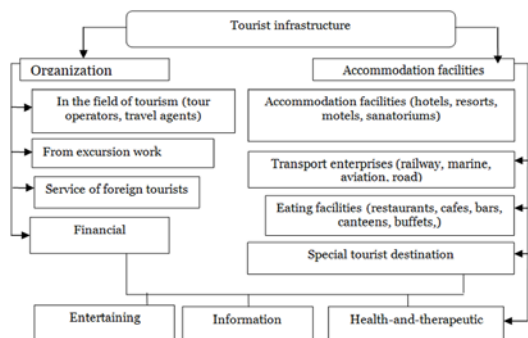 Tourist infrastructure
Organization
Accommodation facilities
In the field of tourism (tour
operators, travel agents)
Accommodation facilities (hotels, resorts,
motels, sanatoriums)
From excursion work
Transport enterprises (railway, marine,
aviation, road)
Service of foreign tourists
Eating facilities (restaurants, cafes, bars,
canteens, buffets,)
Financial
Special tourist destination
Entertaining
Information
Health-and-therapeutic